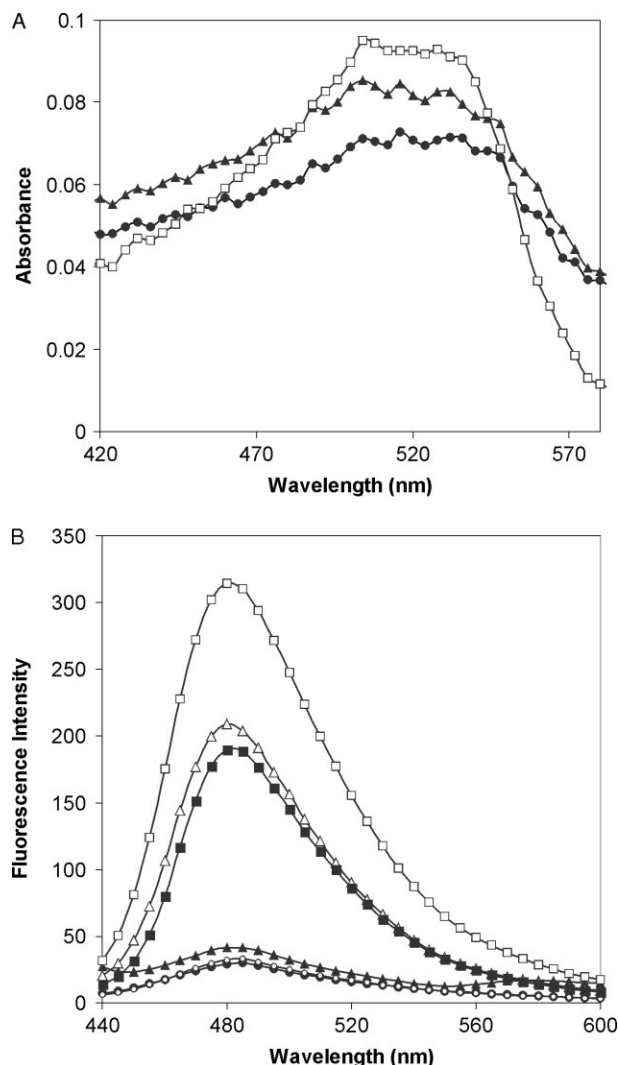 A
0.1
0.08
0.06
0.04
0.02
0
Absorbance
420 470 520 570
Wavelength (nm)
B
350
300
250
200
150
100
50
0
Fluorescence Intensity
440 480 520 560 600
Wavelength (nm)